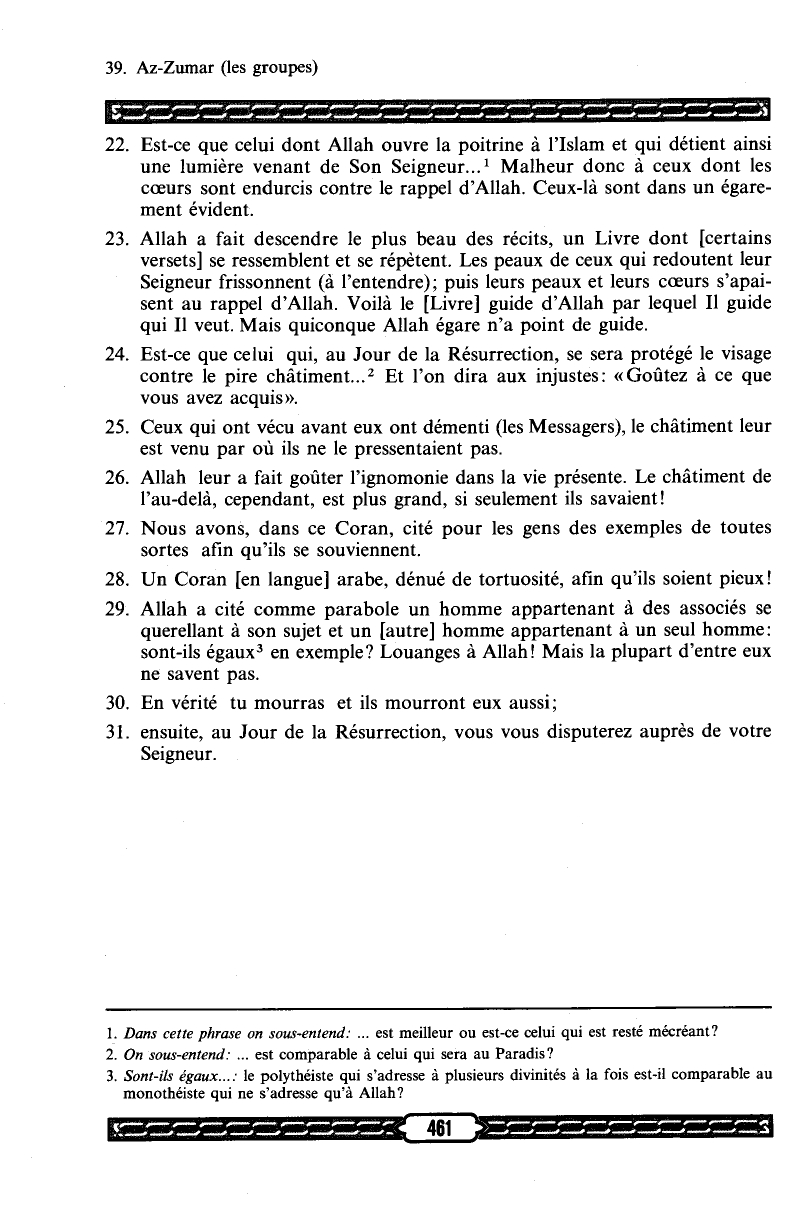 39. Az-Zumar (les groupes)
22. Est-ce que celui dont Allah ouvre la poitrine à l'Islam et qui détient ainsi
une lumière venant de Son Seigneur...¹ Malheur donc à ceux dont les
cœurs sont endurcis contre le rappel d'Allah. Ceux-là sont dans un égare-
ment évident.
23. Allah a fait descendre le plus beau des récits, un Livre dont [certains
versets] se ressemblent et se répètent. Les peaux de ceux qui redoutent leur
Seigneur frissonnent (à l'entendre); puis leurs peaux et leurs cœurs s'apai-
sent au rappel d'Allah. Voilà le [Livre] guide d'Allah par lequel Il guide
qui Il veut. Mais quiconque Allah égare n'a point de guide.
24. Est-ce que celui qui, au Jour de la Résurrection, se sera protégé le visage
contre le pire châtiment...² Et l'on dira aux injustes: «Goûtez à ce que
vous avez acquis».
25. Ceux qui ont vécu avant eux ont démenti (les Messagers), le châtiment leur
est venu par où ils ne le pressentaient pas.
26. Allah leur a fait goûter l'ignomonie dans la vie présente. Le châtiment de
l'au-delà, cependant, est plus grand, si seulement ils savaient!
27. Nous avons, dans ce Coran, cité pour les gens des exemples de toutes
sortes afin qu'ils se souviennent.
28. Un Coran [en langue] arabe, dénué de tortuosité, afin qu'ils soient pieux!
29. Allah a cité comme parabole un homme appartenant à des associés se
querellant à son sujet et un [autre] homme appartenant à un seul homme:
sont-ils égaux³ en exemple? Louanges à Allah! Mais la plupart d'entre eux
ne savent pas.
30. En vérité tu mourras et ils mourront eux aussi;
31. ensuite, au Jour de la Résurrection, vous vous disputerez auprès de votre
Seigneur.
1. Dans cette phrase on sous-entend: ... est meilleur ou est-ce celui qui est resté mécréant?
2. On sous-entend: ... est comparable à celui qui sera au Paradis?
3. Sont-ils égaux...: le polythéiste qui s'adresse à plusieurs divinités à la fois est-il comparable au
monothéiste qui ne s'adresse qu'à Allah?
461